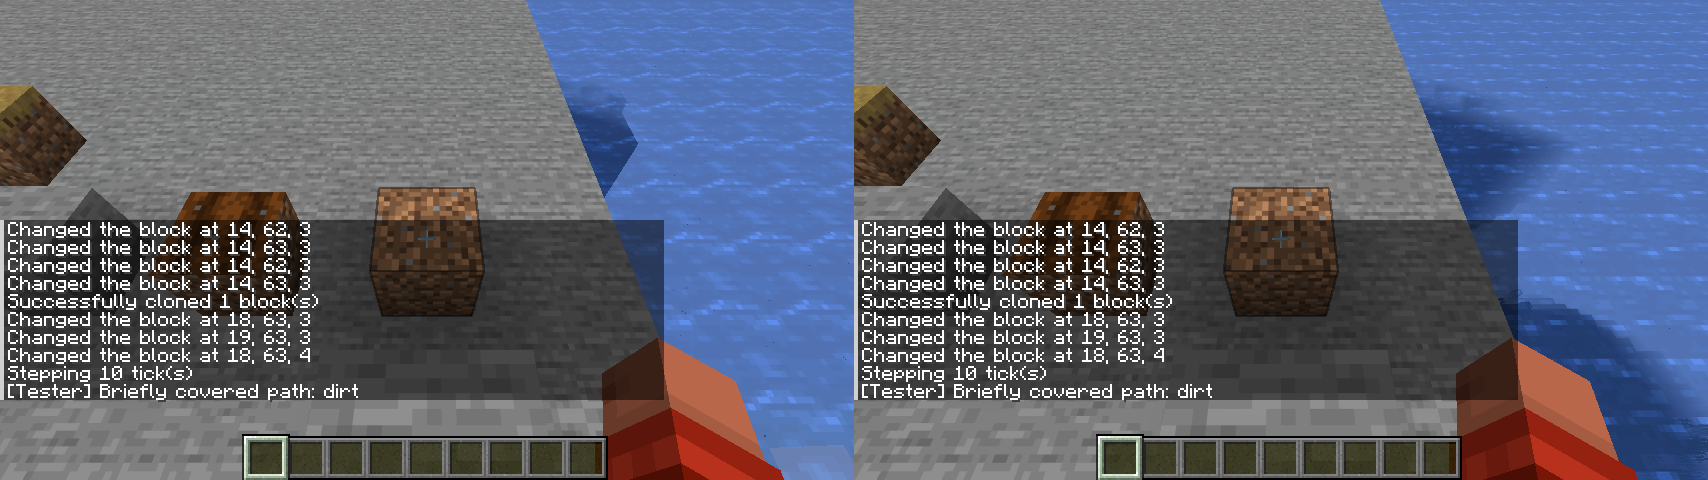 Changed the block at 14, 62, 3
Changed the block at 14, 63, 3
Changed the block at 14, 62, 3
Changed the block at 14, 63, 3
Successfully cloned 1 block(s)
Changed the block at 18, 63, 3
Changed the block at 19, 63, 3
Changed the block at 18, 63, 4
Stepping 10 tick(s)
[Tester] Briefly covered path: dirt
Changed the block at 14, 62, 3
Changed the block at 14, 63, 3
Changed the block at 14, 62, 3
Changed the block at 14, 63, 3
Successfully cloned 1 block(s)
Changed the block at 18, 63, 3
Changed the block at 19, 63, 3
Changed the block at 18, 63, 4
Stepping 10 tick(s)
[Tester] Briefly covered path: dirt